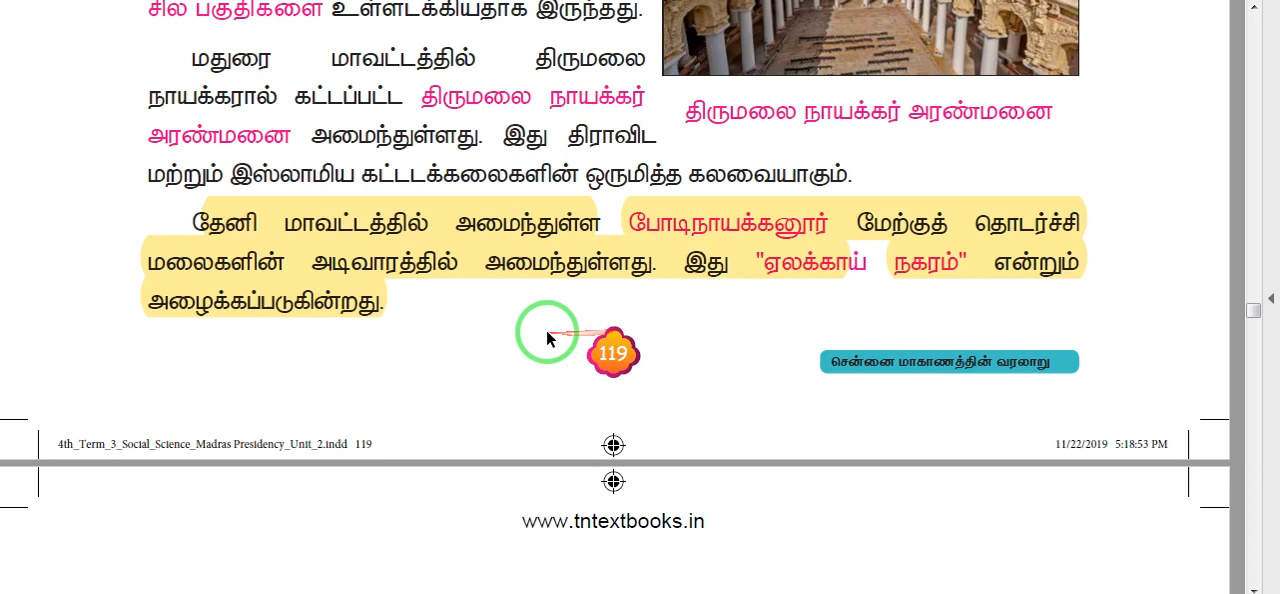 சில பகுதிகளை உள்ளடக்கியதாக இருந்தது.
மதுரை மாவட்டத்தில் திருமலை
நாயக்கரால் கட்டப்பட்ட திருமலை நாயக்கர்
அரண்மனை அமைந்துள்ளது. இது திராவிட
மற்றும் இஸ்லாமிய கட்டடக்கலைகளின் ஒருமித்த கலவையாகும்.
திருமலை நாயக்கர் அரண்மனை
தேனி மாவட்டத்தில் அமைந்துள்ள போடிநாயக்கனூர் மேற்குத் தொடர்ச்சி
மலைகளின் அடிவாரத்தில் அமைந்துள்ளது. இது "ஏலக்காய் நகரம்" என்றும்
அழைக்கப்படுகின்றது.
119
சென்னை மாகாணத்தின் வரலாறு
4th_Term_3_Social_Science_Madras Presidency_Unit_2.indd 119
11/22/2019 5:18:53 PM
www.tntextbooks.in